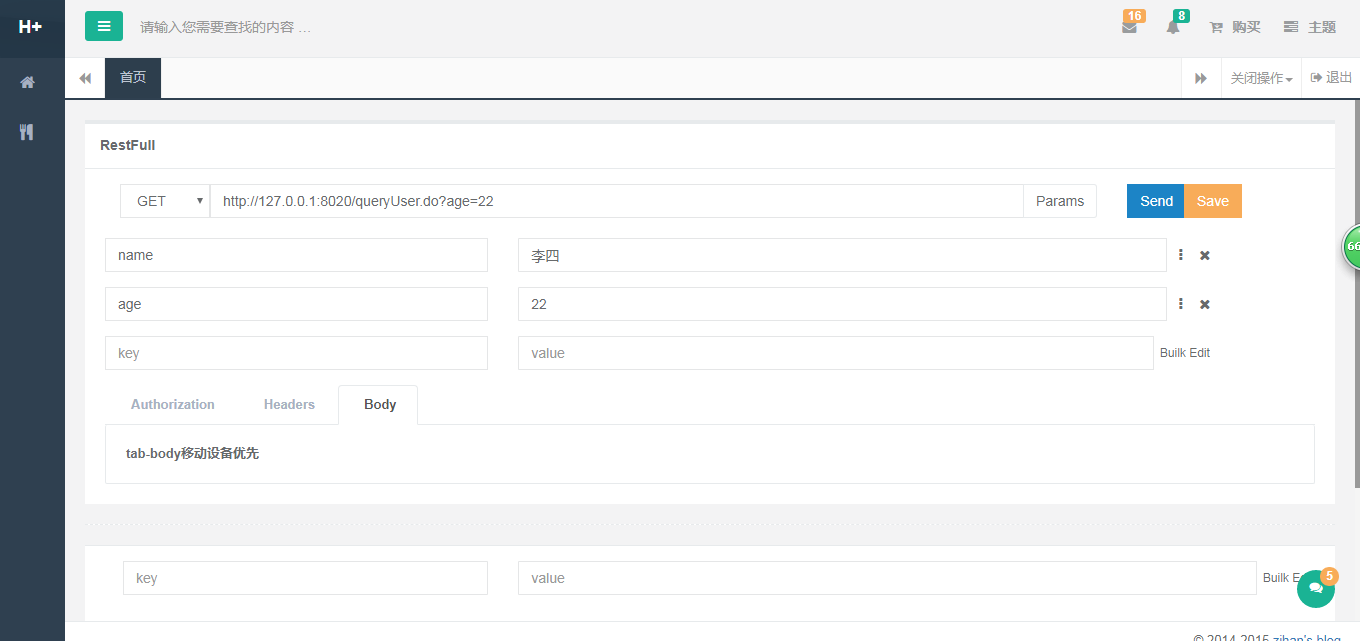 H+
请输入您需要查找的内容 …
16
8
购买
主题
首页
关闭操作
退出
RestFull
GET
http://127.0.0.1:8020/queryUser.do?age=22
Params
Send
Save
name
李四
age
22
key
value
Builk Edit
Authorization
Headers
Body
tab-body移动设备优先
66
key
value
Builk E
5
© 2014-2015 zihan's blog